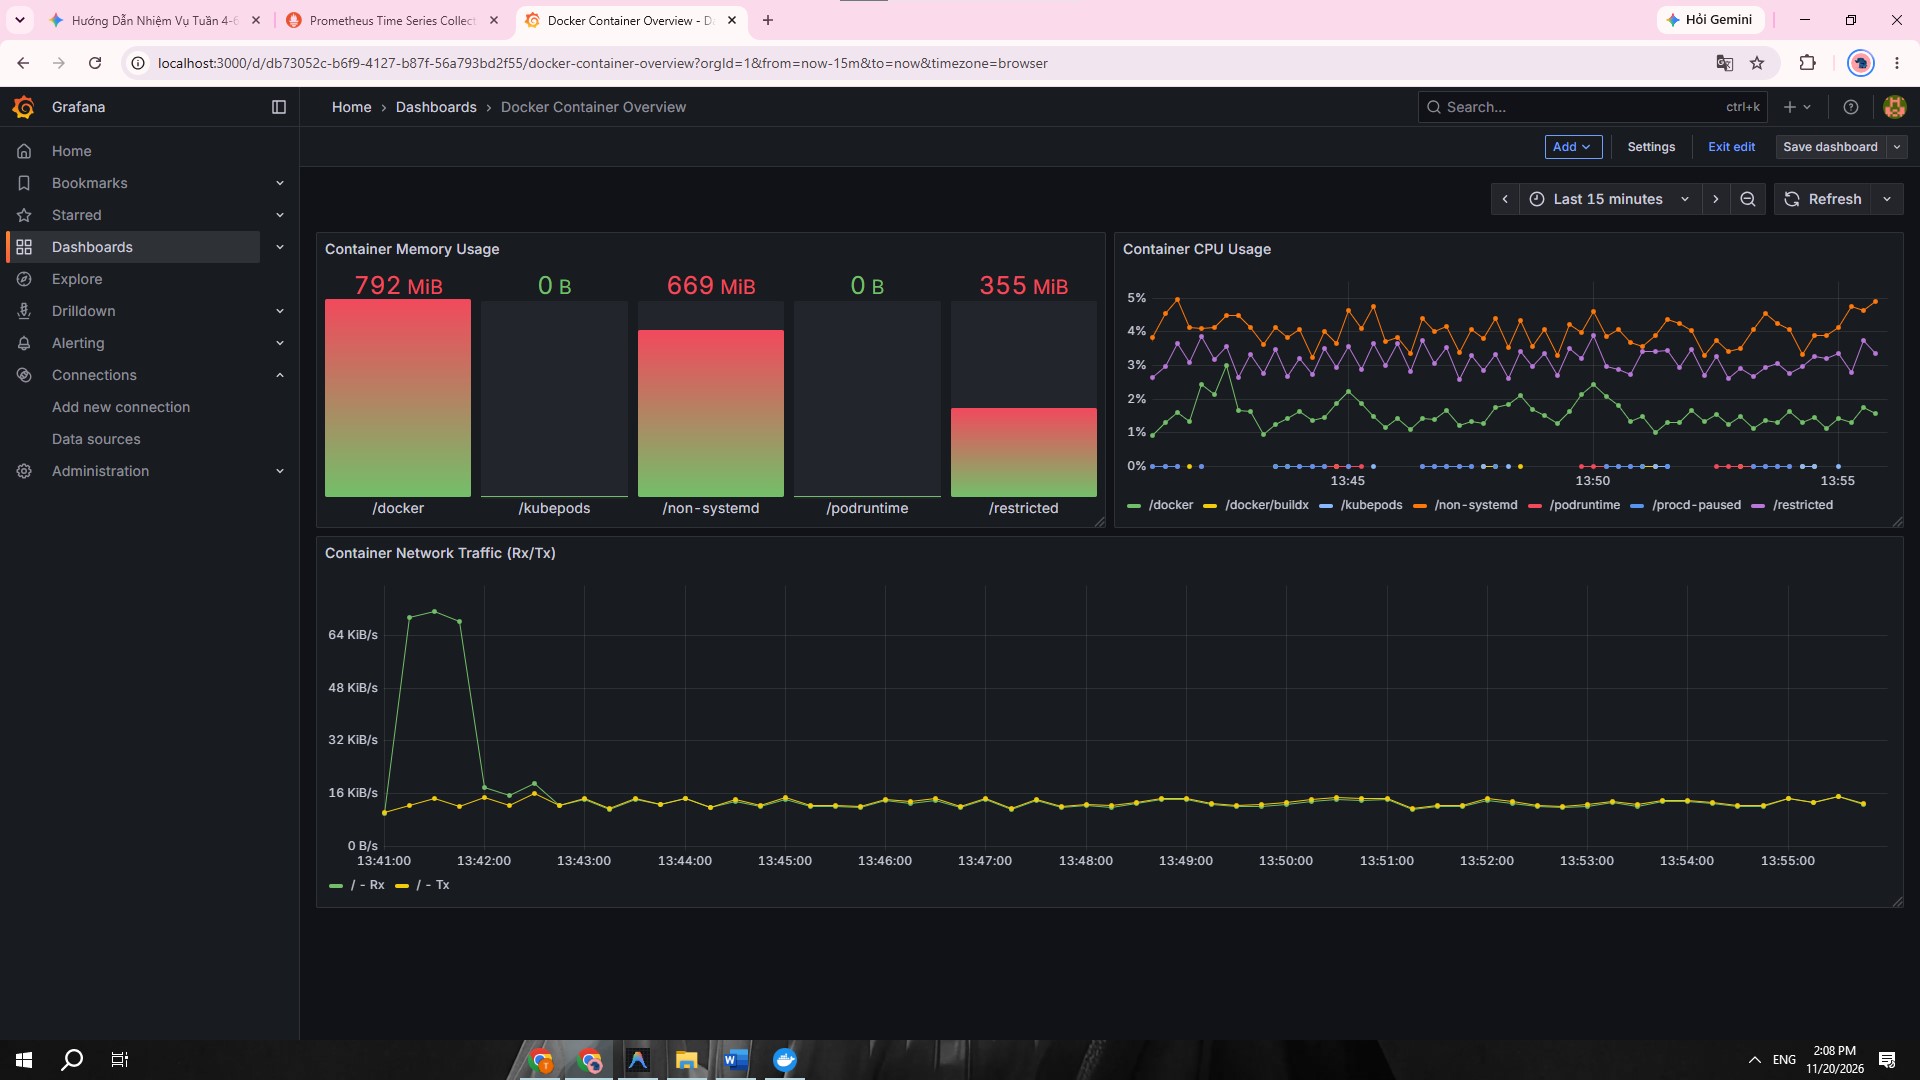 Hướng Dẫn Nhiệm Vụ Tuần 4-6
Prometheus Time Series Collect
Docker Container Overview - D
Hỏi Gemini
localhost:3000/d/db73052c-b6f9-4127-b87f-56a793bd2f55/docker-container-overview?orgId=1&from=now-15m&to=now&timezone=browser
Grafana
Home › Dashboards › Docker Container Overview
Search...
ctrl+k
Add
Settings
Exit edit
Save dashboard
Home
Bookmarks
Starred
Dashboards
Explore
Drilldown
Alerting
Connections
Add new connection
Data sources
Administration
Last 15 minutes
Refresh
Container Memory Usage
792 MiB
0 B
669 MiB
0 B
355 MiB
/docker
/kubepods
/non-systemd
/podruntime
/restricted
Container CPU Usage
5%
4%
3%
2%
1%
0%
13:45
13:50
13:55
/docker /docker/buildx /kubepods /non-systemd /podruntime /procd-paused /restricted
Container Network Traffic (Rx/Tx)
64 KiB/s
48 KiB/s
32 KiB/s
16 KiB/s
0 B/s
13:41:00 13:42:00 13:43:00 13:44:00 13:45:00 13:46:00 13:47:00 13:48:00 13:49:00 13:50:00 13:51:00 13:52:00 13:53:00 13:54:00 13:55:00
/ - Rx / - Tx
ENG
2:08 PM
11/20/2026